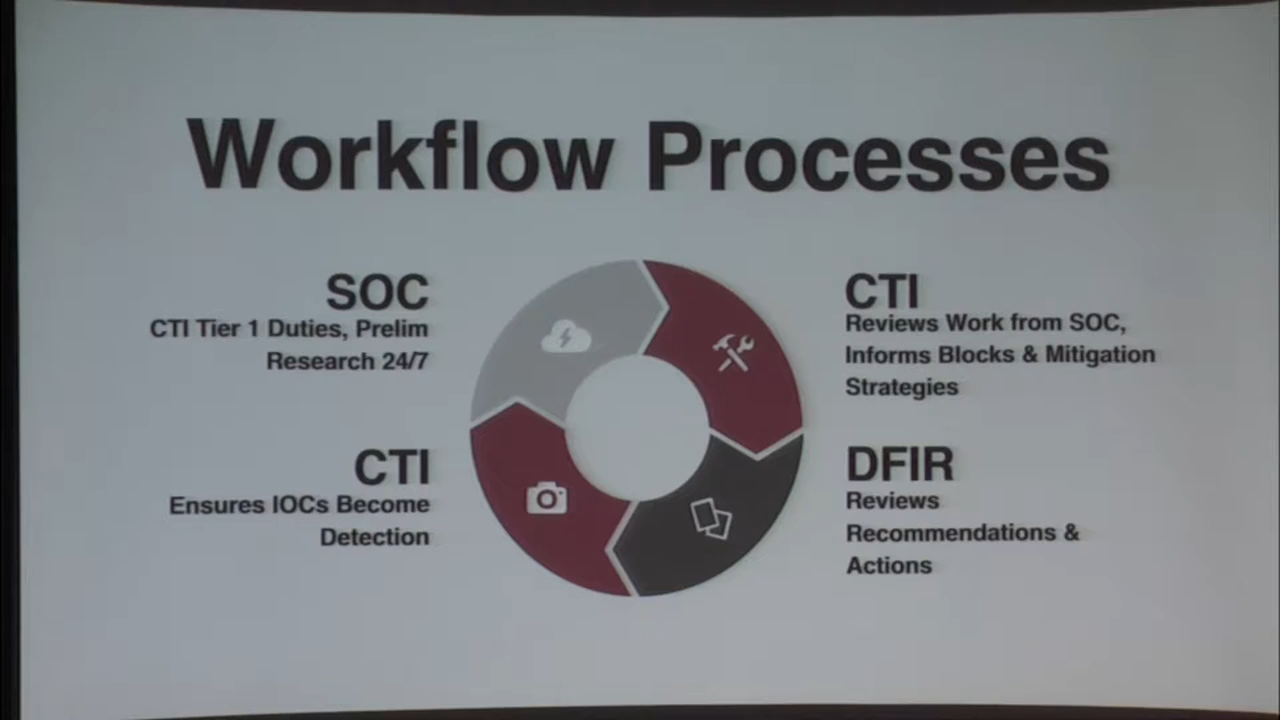 Workflow Processes
SOC
CTI Tier 1 Duties, Prelim
Research 24/7
CTI
Reviews Work from SOC,
Informs Blocks & Mitigation
Strategies
CTI
Ensures IOCs Become
Detection
DFIR
Reviews
Recommendations &
Actions